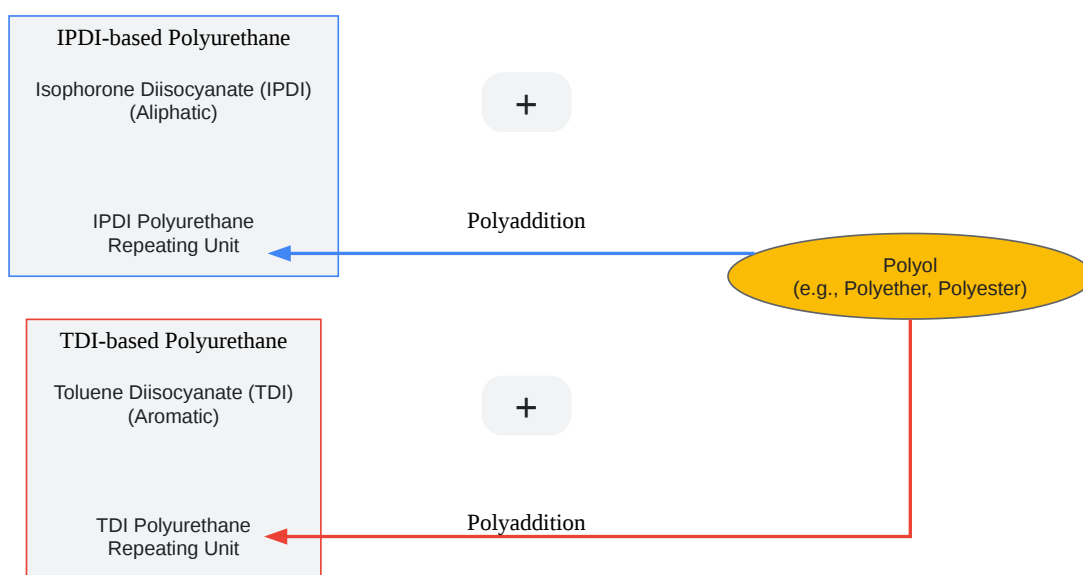 IPDI-based Polyurethane
Isophorone Diisocyanate (IPDI)
(Aliphatic)
+
IPDI Polyurethane
Repeating Unit
Polyaddition
Polyol
(e.g., Polyether, Polyester)
TDI-based Polyurethane
Toluene Diisocyanate (TDI)
(Aromatic)
+
TDI Polyurethane
Repeating Unit
Polyaddition